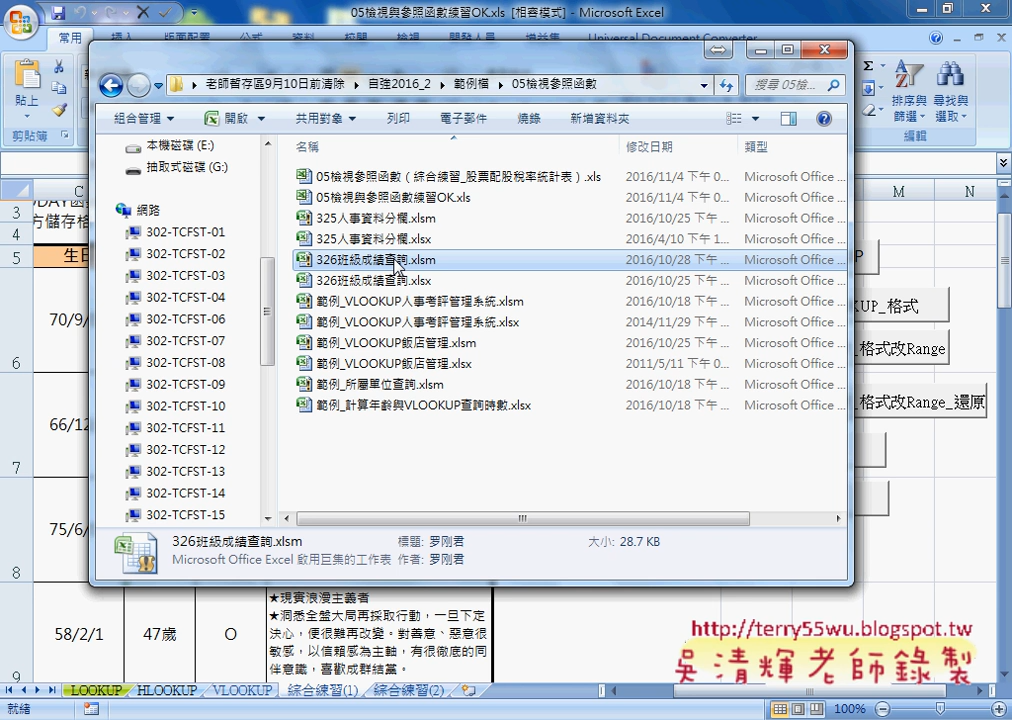 05檢視與參照函數練習OK.xls [相容模式] - Microsoft Excel
常用
插入
版面配置
公式
資料
校閱
檢視
開發人員
增益集
Universal Document Converter
貼上
剪貼簿
排序與篩選
尋找與選取
編輯
老師暫存區9月10日前清除 自強2016_2 範例檔 05檢視參照函數
搜尋 05檢...
組合管理 開啟 共用對象 列印 電子郵件 燒錄 新增資料夾
名稱 修改日期 類型
本機磁碟 (E:)
抽取式磁碟 (G:)
網路
302-TCFST-01
302-TCFST-02
302-TCFST-03
302-TCFST-04
302-TCFST-06
302-TCFST-07
302-TCFST-08
302-TCFST-09
302-TCFST-10
302-TCFST-11
302-TCFST-12
302-TCFST-13
302-TCFST-14
302-TCFST-15
05檢視參照函數（綜合練習_股票配股稅率統計表）.xls 2016/11/4 下午 0... Microsoft Office ...
05檢視與參照函數練習OK.xls 2016/11/4 下午 0... Microsoft Office ...
325人事資料分欄.xlsm 2016/10/25 下午 ... Microsoft Office ...
325人事資料分欄.xlsx 2016/4/10 下午 1... Microsoft Office ...
326班級成績查詢.xlsm 2016/10/28 下午 ... Microsoft Office ...
326班級成績查詢.xlsx 2016/10/25 下午 ... Microsoft Office ...
範例_VLOOKUP人事考評管理系統.xlsm 2016/10/18 下午 ... Microsoft Office ...
範例_VLOOKUP人事考評管理系統.xlsx 2014/11/29 下午 ... Microsoft Office ...
範例_VLOOKUP飯店管理.xlsm 2016/10/25 下午 ... Microsoft Office ...
範例_VLOOKUP飯店管理.xlsx 2011/5/11 下午 0... Microsoft Office ...
範例_所屬單位查詢.xlsm 2016/10/18 下午 ... Microsoft Office ...
範例_計算年齡與VLOOKUP查詢時數.xlsx 2016/10/18 下午 ... Microsoft Office ...
326班級成績查詢.xlsm 標題: 罗刚君 大小: 28.7 KB
Microsoft Office Excel 啟用巨集的工作表 作者: 罗刚君
C M N
3
4 方儲存格
5
6 70/9/
7 66/12
8 75/6/
9 58/2/1 47歲 O
P
KUP_格式
_格式改Range
_格式改Range_還原
★現實浪漫主義者
★洞悉全盤大局再採取行動，一旦下定
決心，便很難再改變。對善意、惡意很
敏感，以信賴感為主軸，有很徹底的同
伴意識，喜歡成群結黨。
http://terry55wu.blogspot.tw
吳清輝老師錄製
LOOKUP HLOOKUP VLOOKUP 綜合練習(1) 綜合練習(2)
就緒
100%